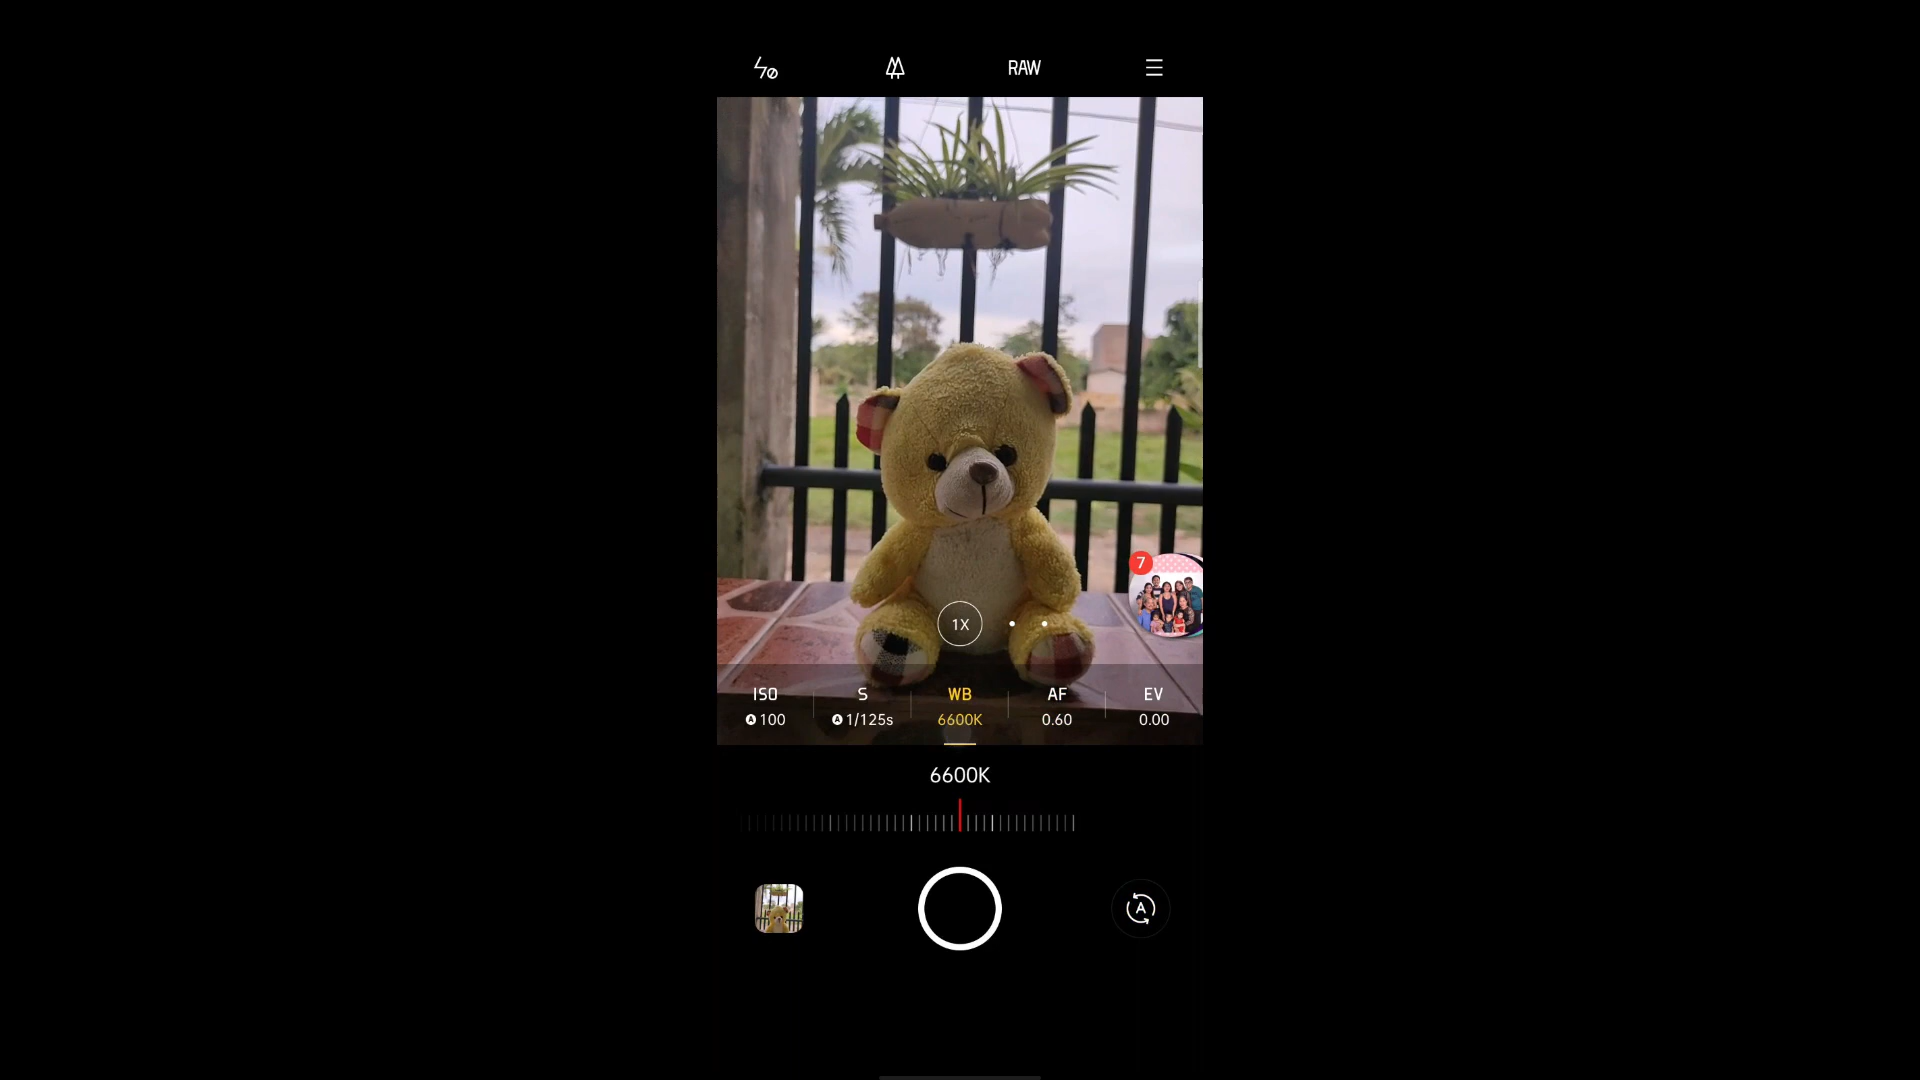 RAW
7
1X
ISO S WB AF EV
A 100 A 1/125s 6600K 0.60 0.00
6600K
A